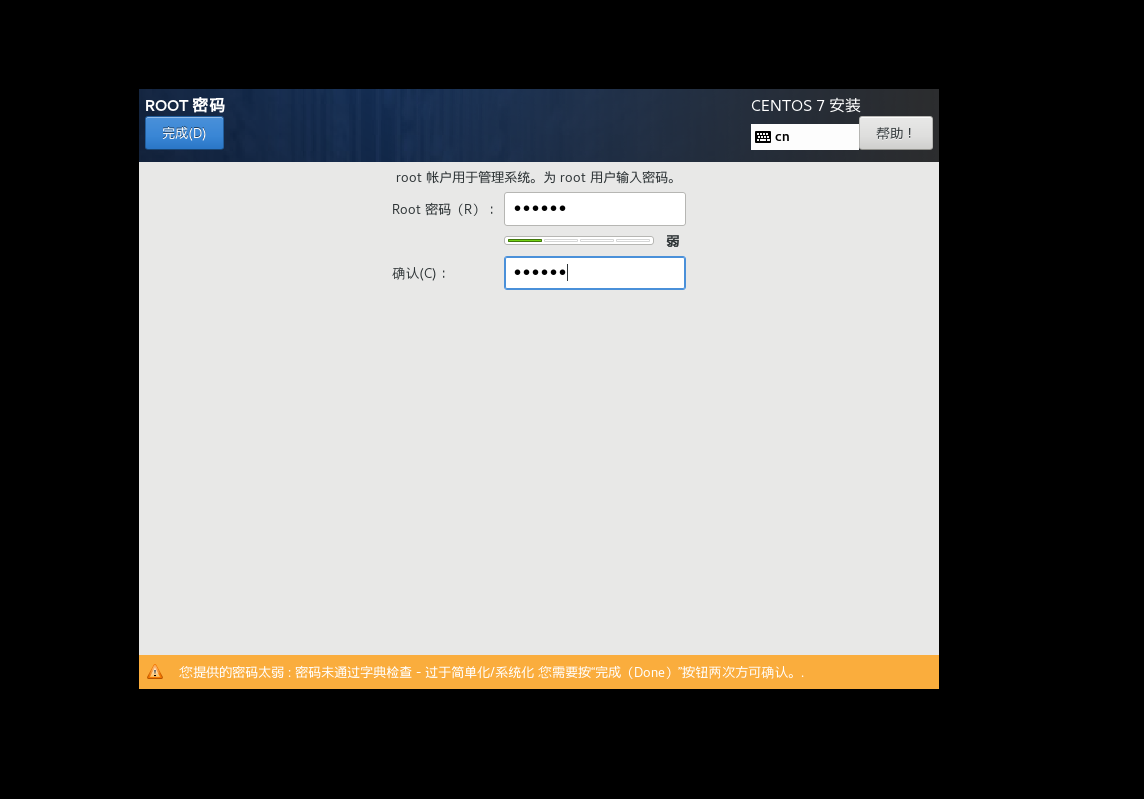 ROOT 密码
CENTOS 7 安装
完成(D)
cn
帮助！
root 帐户用于管理系统。为 root 用户输入密码。
Root 密码（R）：
••••••
弱
确认(C)：
••••••
您提供的密码太弱 : 密码未通过字典检查 - 过于简单化/系统化 您需要按“完成（Done）”按钮两次方可确认。.